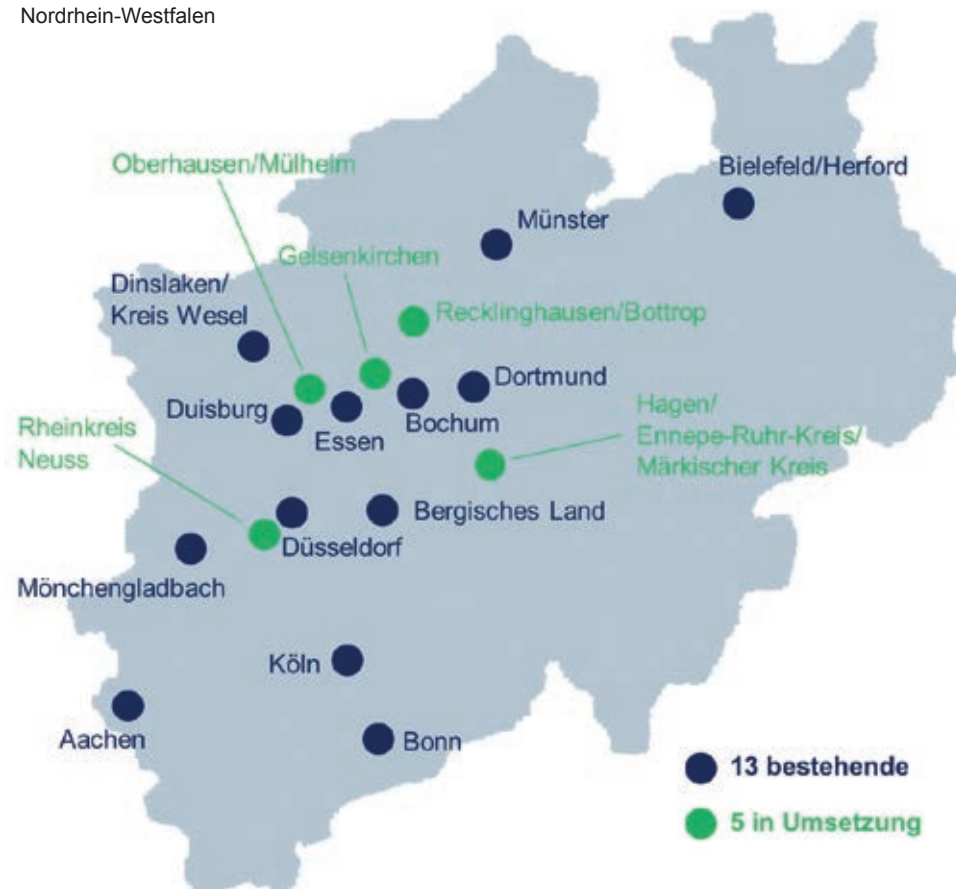 Nordrhein-Westfalen
Oberhausen/Mülheim
Bielefeld/Herford
Münster
Gelsenkirchen
Dinslaken/
Kreis Wesel
Recklinghausen/Bottrop
Dortmund
Duisburg
Essen
Bochum
Hagen/
Ennepe-Ruhr-Kreis/
Märkischer Kreis
Rheinkreis
Neuss
Bergisches Land
Düsseldorf
Mönchengladbach
Köln
Aachen
Bonn
13 bestehende
5 in Umsetzung